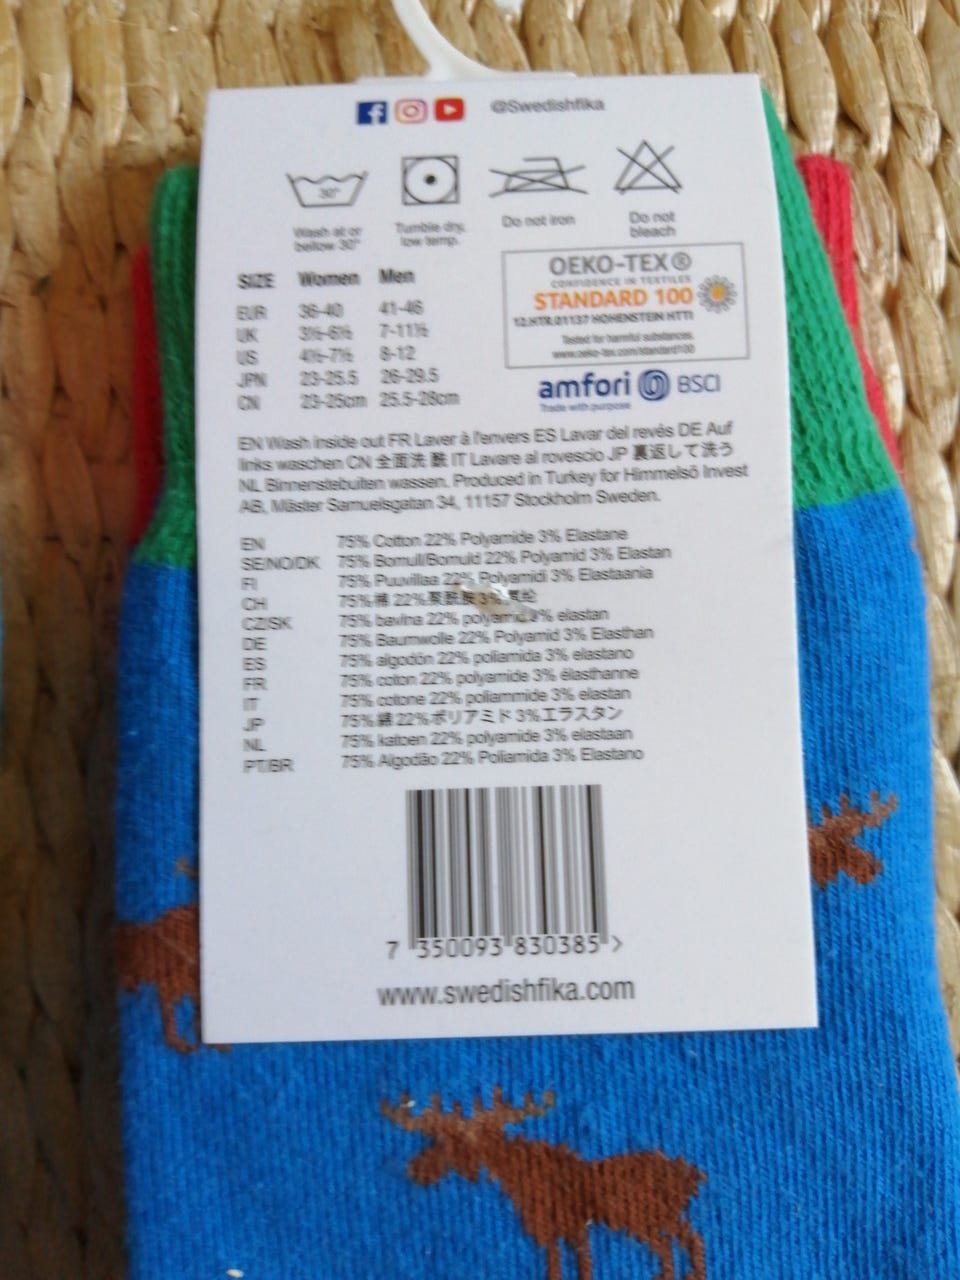 @Swedishfika
30°
Wash at or bellow 30°
Tumble dry, low temp.
Do not iron
Do not bleach
SIZE Women Men
EUR 36-40 41-46
UK 3½-6½ 7-11½
US 4½-7½ 8-12
JPN 23-25.5 26-29.5
CN 23-25cm 25.5-28cm
OEKO-TEX®
CONFIDENCE IN TEXTILES
STANDARD 100
12.HTR.01137 HOHENSTEIN HTTI
Tested for harmful substances.
www.oeko-tex.com/standard100
amfori BSCI
Trade with purpose
EN Wash inside out FR Laver à l'envers ES Lavar del revés DE Auf
links waschen CN 全面洗 IT Lavare al rovescio JP 裏返して洗う
NL Binnenstebuiten wassen. Produced in Turkey for Himmelsö Invest
AB, Mäster Samuelsgatan 34, 11157 Stockholm Sweden.
EN 75% Cotton 22% Polyamide 3% Elastane
SE/NO/DK 75% Bomull/Bomuld 22% Polyamid 3% Elastan
FI 75% Puuvillaa 22% Polyamidi 3% Elastaania
CH 75% 棉 22% 3%
CZ/SK 75% bavlna 22% polyamid 3% elastan
DE 75% Baumwolle 22% Polyamid 3% Elasthan
ES 75% algodón 22% poliamida 3% elastano
FR 75% coton 22% polyamide 3% élasthanne
IT 75% cotone 22% poliammide 3% elastan
JP 75% 綿 22% ポリアミド 3% エラスタン
NL 75% katoen 22% polyamide 3% elastaan
PT/BR 75% Algodão 22% Poliamida 3% Elastano
7 350093 830385 >
www.swedishfika.com